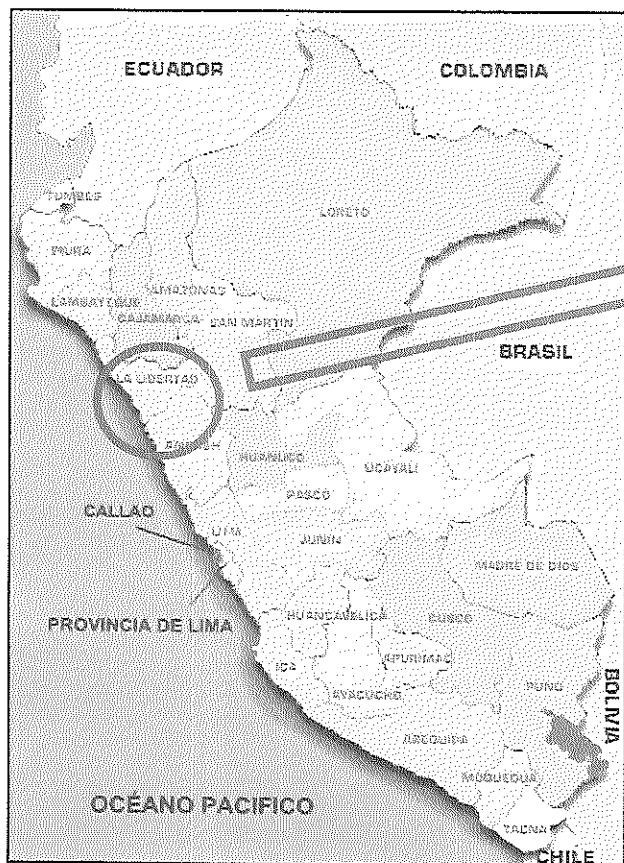 ECUADOR
COLOMBIA
TUMBES
LORETO
PIURA
AMAZONAS
LAMBAYEQUE
CAJAMARCA
SAN MARTIN
BRASIL
LA LIBERTAD
ANCASH
HUANUCO
UCAYALI
PASCO
CALLAO
LIMA
JUNIN
MADRE DE DIOS
PROVINCIA DE LIMA
HUANCAVELICA
CUSCO
ICA
APURIMAC
AYACUCHO
PUNO
BOLIVIA
AREQUIPA
MOQUEGUA
OCÉANO PACIFICO
TACNA
CHILE